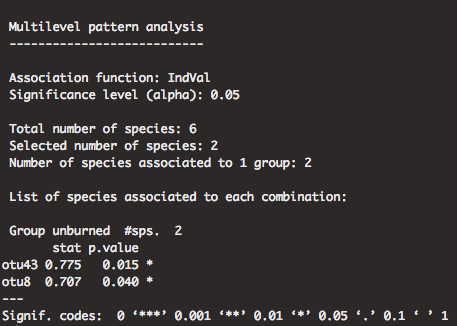 Multilevel pattern analysis
---------------------------
Association function: IndVal
Significance level (alpha): 0.05
Total number of species: 6
Selected number of species: 2
Number of species associated to 1 group: 2
List of species associated to each combination:
Group unburned  #sps.  2
stat p.value
otu43 0.775   0.015 *
otu8  0.707   0.040 *
---
Signif. codes:  0 ‘***’ 0.001 ‘**’ 0.01 ‘*’ 0.05 ‘.’ 0.1 ‘ ’ 1